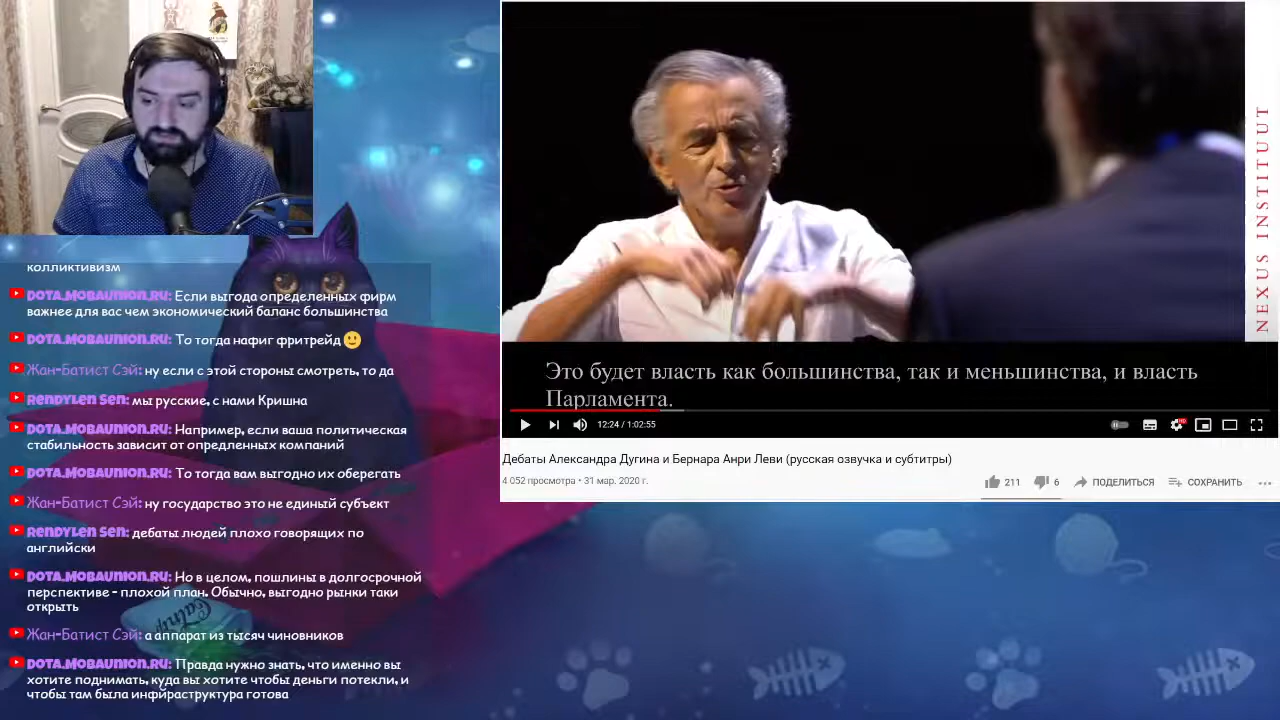 колликтивизм
DOTA.MOBAUNION.RU: Если выгода определенных фирм
важнее для вас чем экономический баланс большинства
DOTA.MOBAUNION.RU: То тогда нафиг фритрейд
Жан-Батист Сэй: ну если с этой стороны смотреть, то да
Rendylen Sen: мы русские, с нами Кришна
DOTA.MOBAUNION.RU: Например, если ваша политическая
стабильность зависит от опредленных компаний
DOTA.MOBAUNION.RU: То тогда вам выгодно их оберегать
Жан-Батист Сэй: ну государство это не единый субъект
Rendylen Sen: дебаты людей плохо говорящих по
английски
DOTA.MOBAUNION.RU: Но в целом, пошлины в долгосрочной
перспективе - плохой план. Обычно, выгодно рынки таки
открыть
Жан-Батист Сэй: а аппарат из тысяч чиновников
DOTA.MOBAUNION.RU: Правда нужно знать, что именно вы
хотите поднимать, куда вы хотите чтобы деньги потекли, и
чтобы там была инфйраструктура готова
Catnip
NEXUS INSTITUUT
Это будет власть как большинства, так и меньшинства, и власть
Парламента.
12:24 / 1:02:55
HD
Дебаты Александра Дугина и Бернара Анри Леви (русская озвучка и субтитры)
4 052 просмотра • 31 мар. 2020 г.
211
6
ПОДЕЛИТЬСЯ
СОХРАНИТЬ